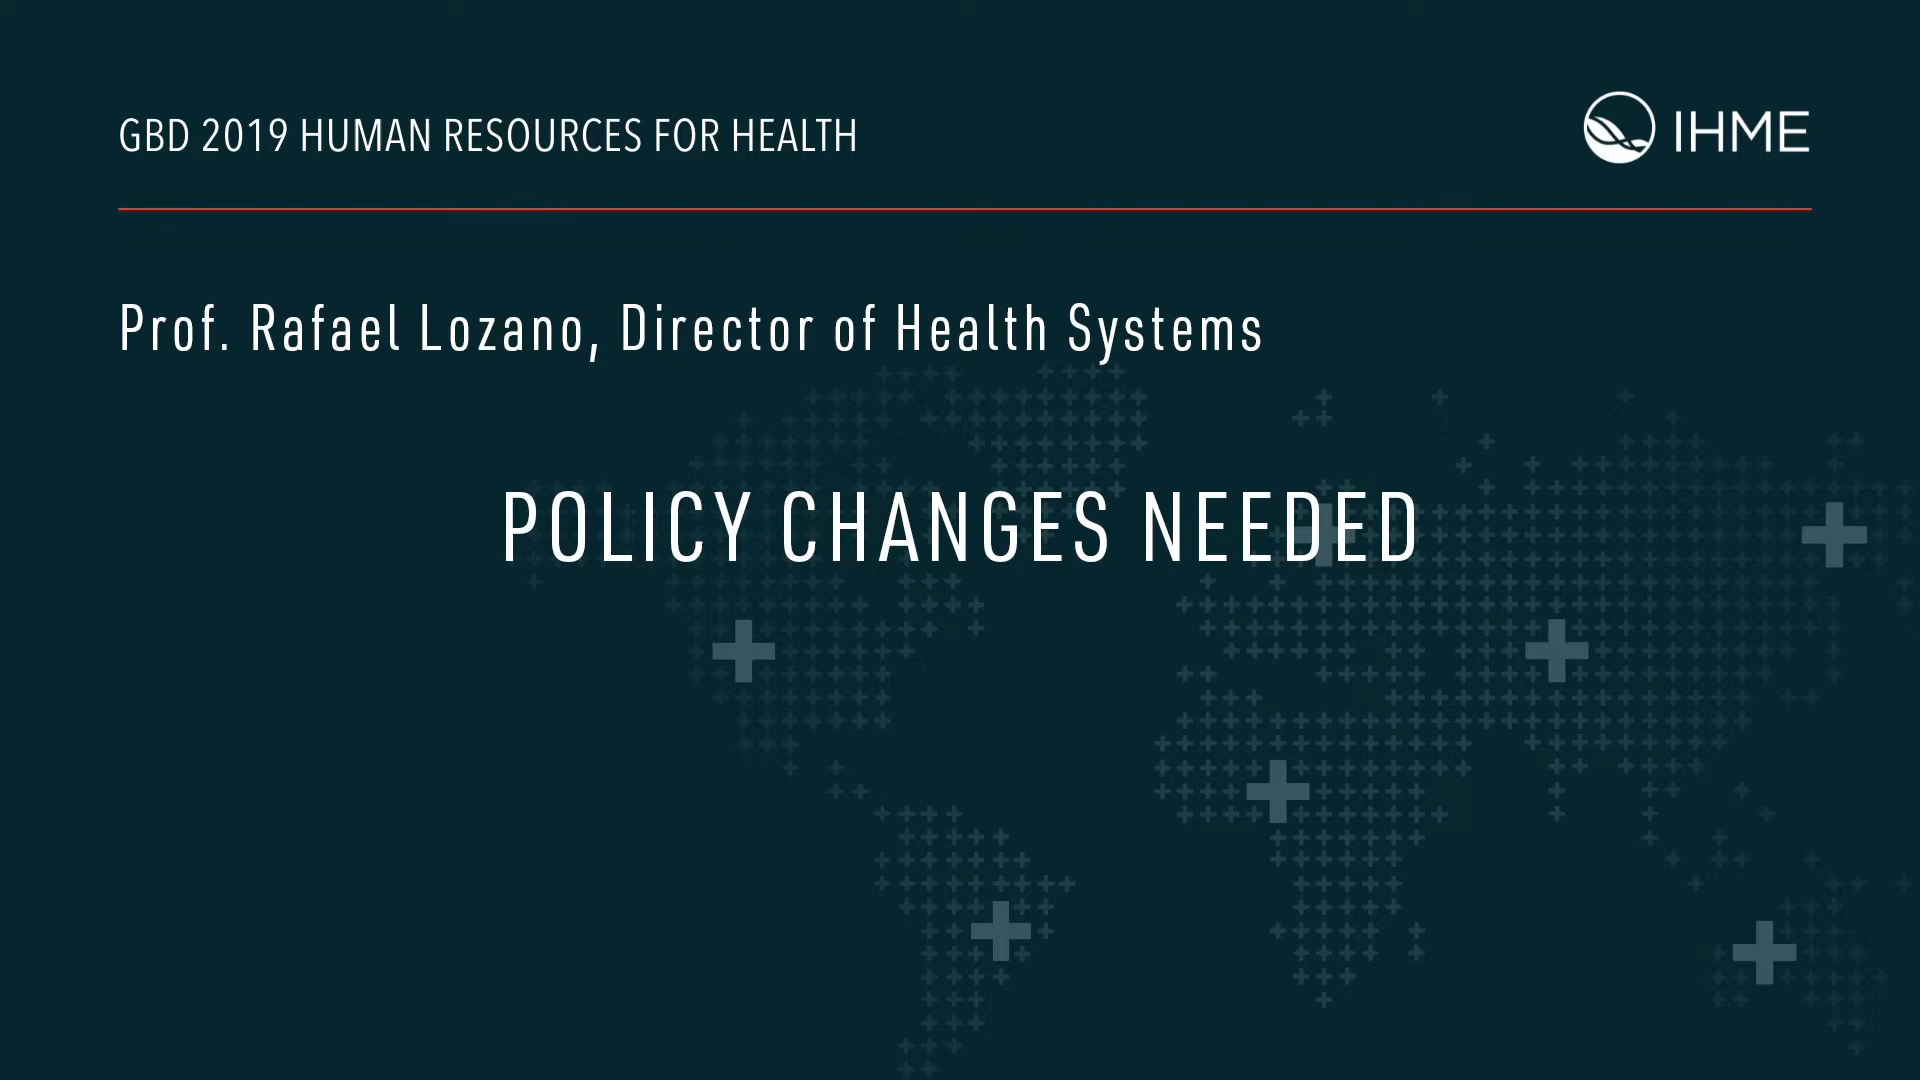 GBD 2019 HUMAN RESOURCES FOR HEALTH
IHME
Prof. Rafael Lozano, Director of Health Systems
POLICY CHANGES NEEDED